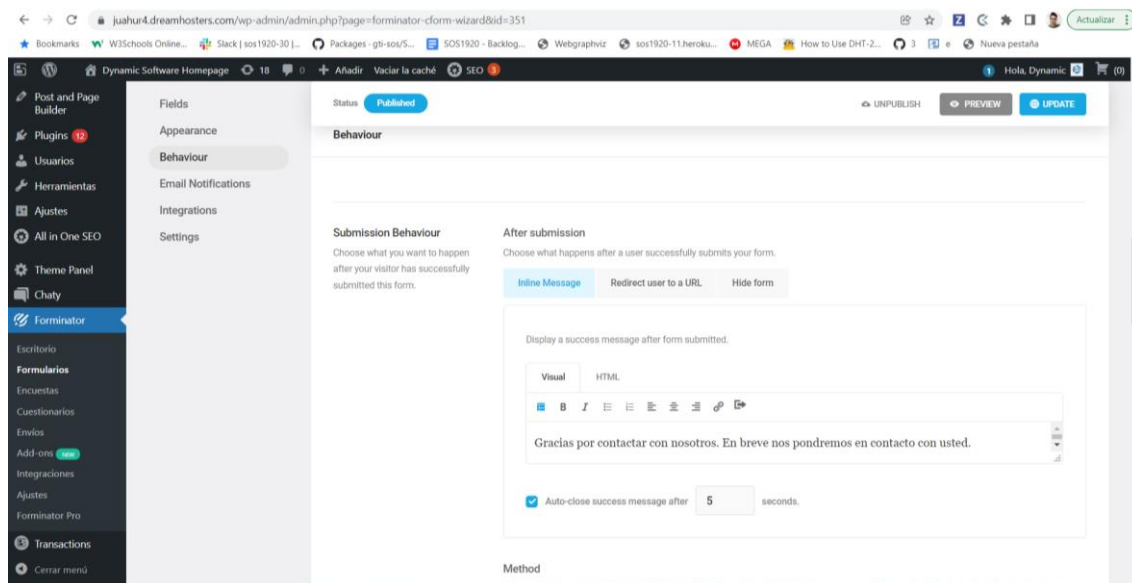 juahur4.dreamhosters.com/wp-admin/admin.php?page=forminator-cform-wizard&id=351
Actualizar
Bookmarks W3Schools Online... Slack | sos1920-30 |... Packages - gti-sos/S... SOS1920 - Backlog... Webgraphviz sos1920-11.heroku... MEGA How to Use DHT-2... 3 e Nueva pestaña
Dynamic Software Homepage 18 0 + Añadir Vaciar la caché SEO 3
1 Hola, Dynamic (0)
Post and Page
Builder
Plugins 12
Usuarios
Herramientas
Ajustes
All in One SEO
Theme Panel
Chaty
Forminator
Escritorio
Formularios
Encuestas
Cuestionarios
Envíos
Add-ons NEW
Integraciones
Ajustes
Forminator Pro
Transactions
Cerrar menú
Fields
Appearance
Behaviour
Email Notifications
Integrations
Settings
Status Published
UNPUBLISH PREVIEW UPDATE
Behaviour
Submission Behaviour
Choose what you want to happen
after your visitor has successfully
submitted this form.
After submission
Choose what happens after a user successfully submits your form.
Inline Message Redirect user to a URL Hide form
Display a success message after form submitted.
Visual HTML
B I
Gracias por contactar con nosotros. En breve nos pondremos en contacto con usted.
Auto-close success message after 5 seconds.
Method